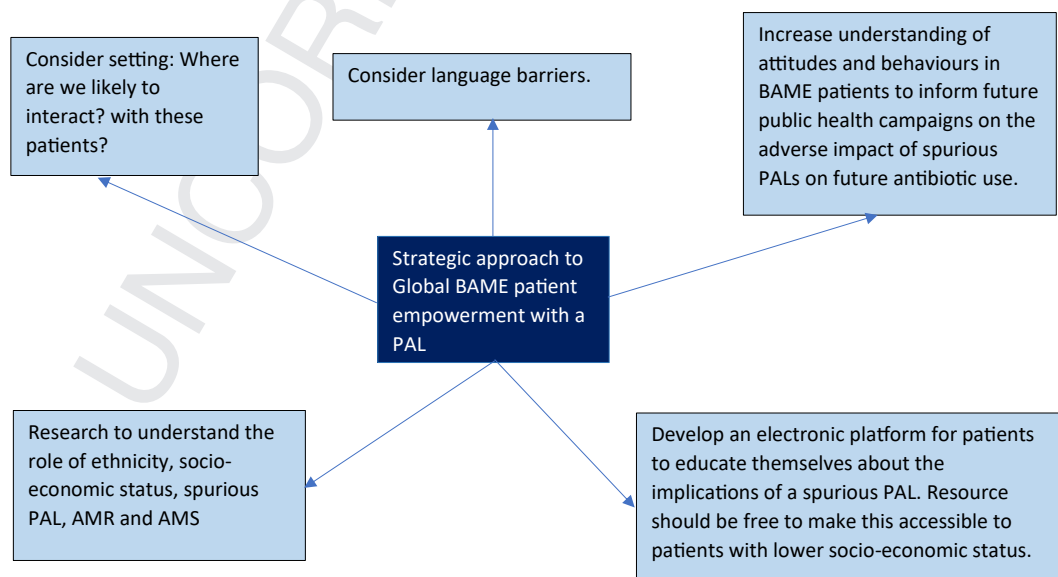 Consider setting: Where
are we likely to
interact? with these
patients?
Consider language barriers.
Increase understanding of
attitudes and behaviours in
BAME patients to inform future
public health campaigns on the
adverse impact of spurious
PALs on future antibiotic use.
Strategic approach to
Global BAME patient
empowerment with a
PAL
Research to understand the
role of ethnicity, socio-
economic status, spurious
PAL, AMR and AMS
Develop an electronic platform for patients
to educate themselves about the
implications of a spurious PAL. Resource
should be free to make this accessible to
patients with lower socio-economic status.